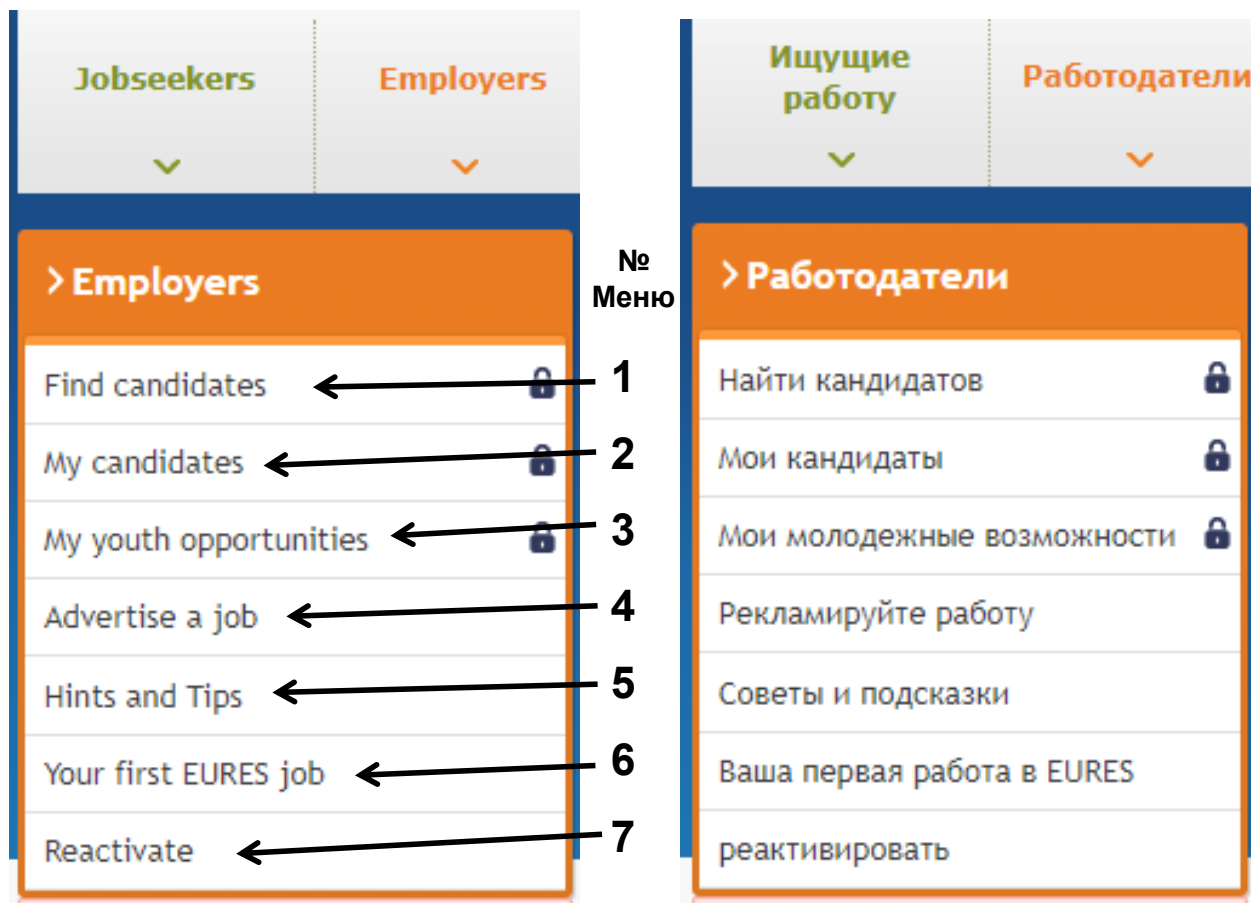 Jobseekers
Employers
> Employers
Find candidates
My candidates
My youth opportunities
Advertise a job
Hints and Tips
Your first EURES job
Reactivate
№
Меню
1
2
3
4
5
6
7
Ищущие
работу
Работодатели
> Работодатели
Найти кандидатов
Мои кандидаты
Мои молодежные возможности
Рекламируйте работу
Советы и подсказки
Ваша первая работа в EURES
реактивировать